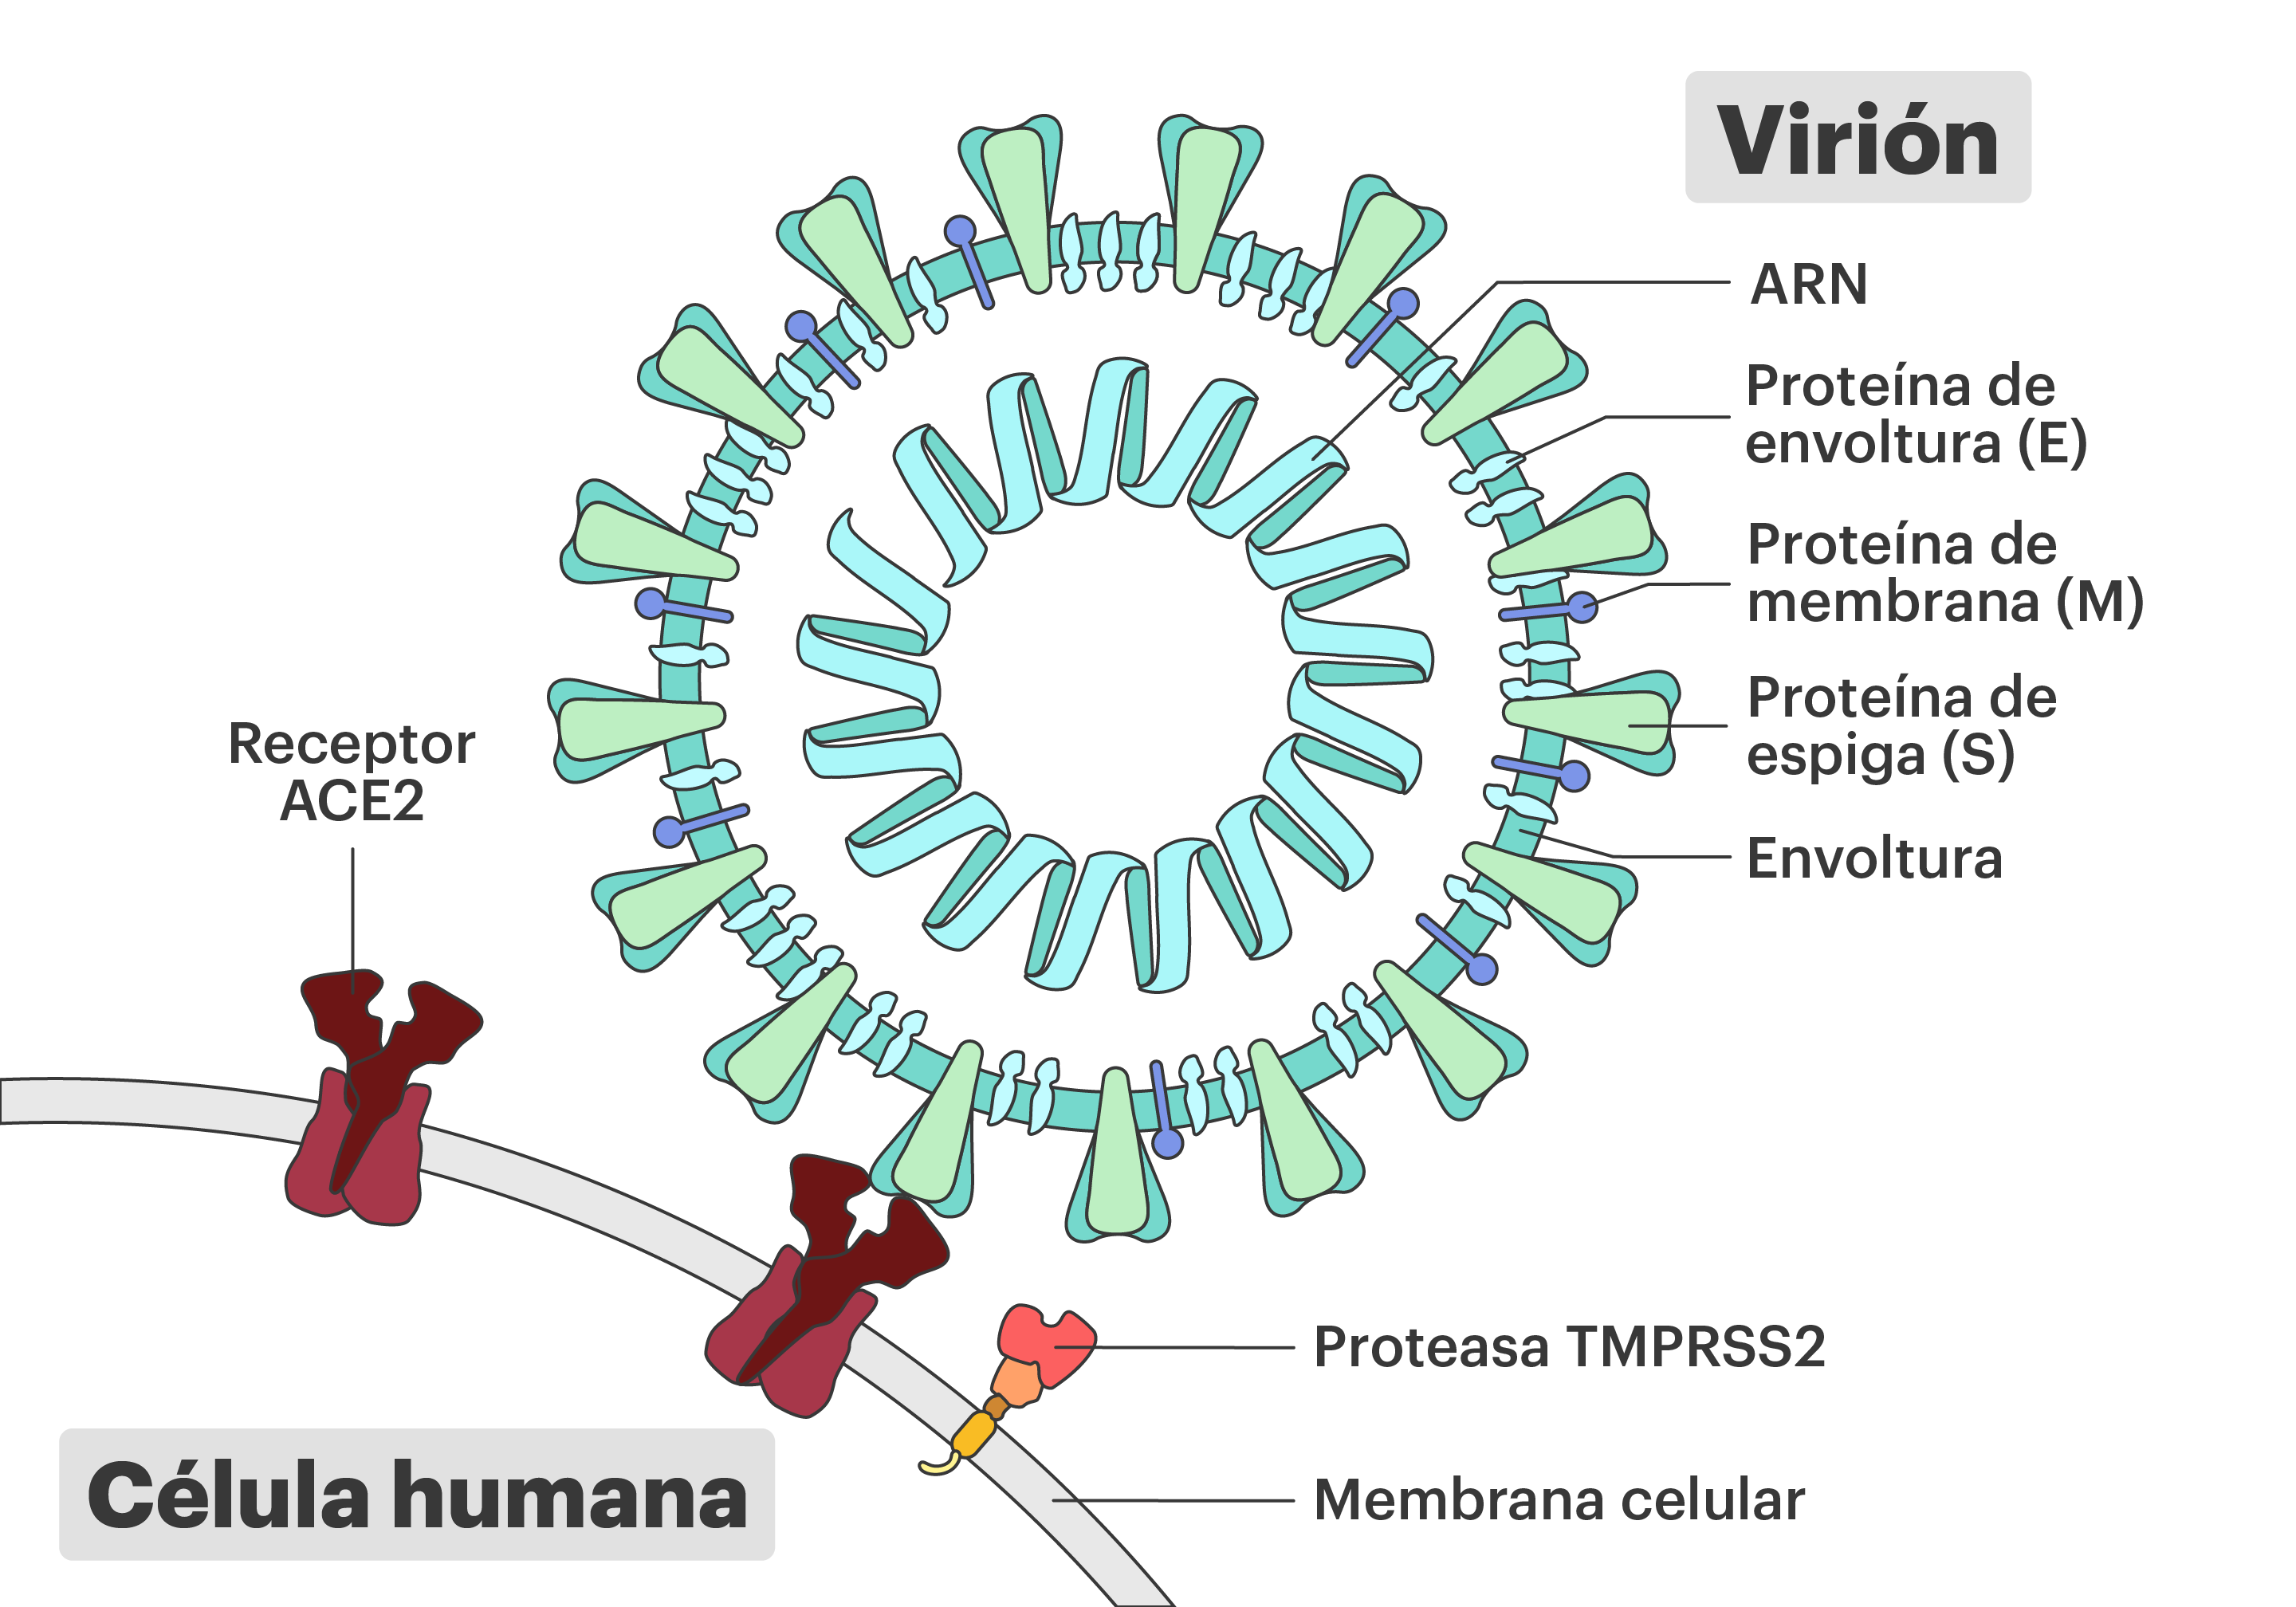 Virión
ARN
Proteína de
envoltura (E)
Proteína de
membrana (M)
Proteína de
espiga (S)
Envoltura
Receptor
ACE2
Proteasa TMPRSS2
Membrana celular
Célula humana